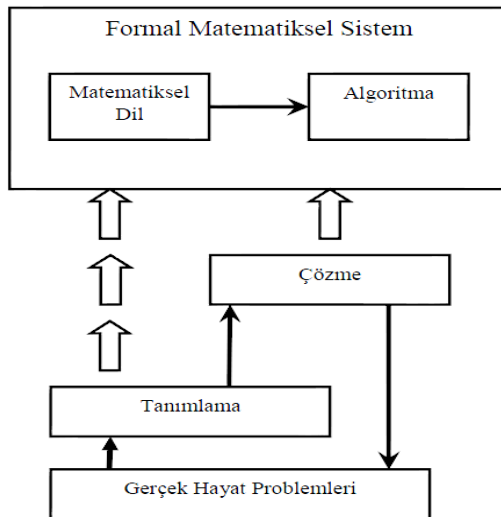 Formal Matematiksel Sistem
Matematiksel
Dil
Algoritma
Çözme
Tanımlama
Gerçek Hayat Problemleri